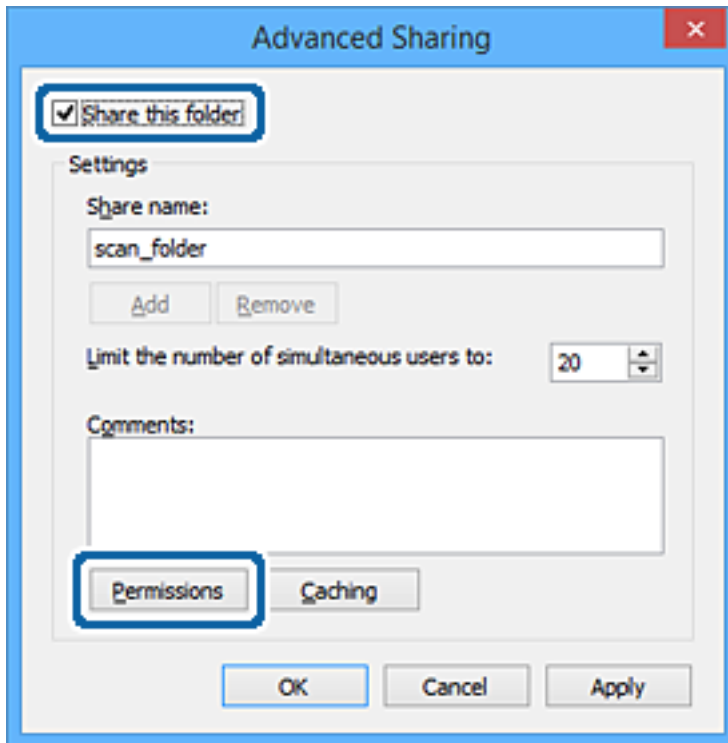 Advanced Sharing
Share this folder
Settings
Share name:
scan_folder
Add Remove
Limit the number of simultaneous users to: 20
Comments:
Permissions Caching
OK Cancel Apply